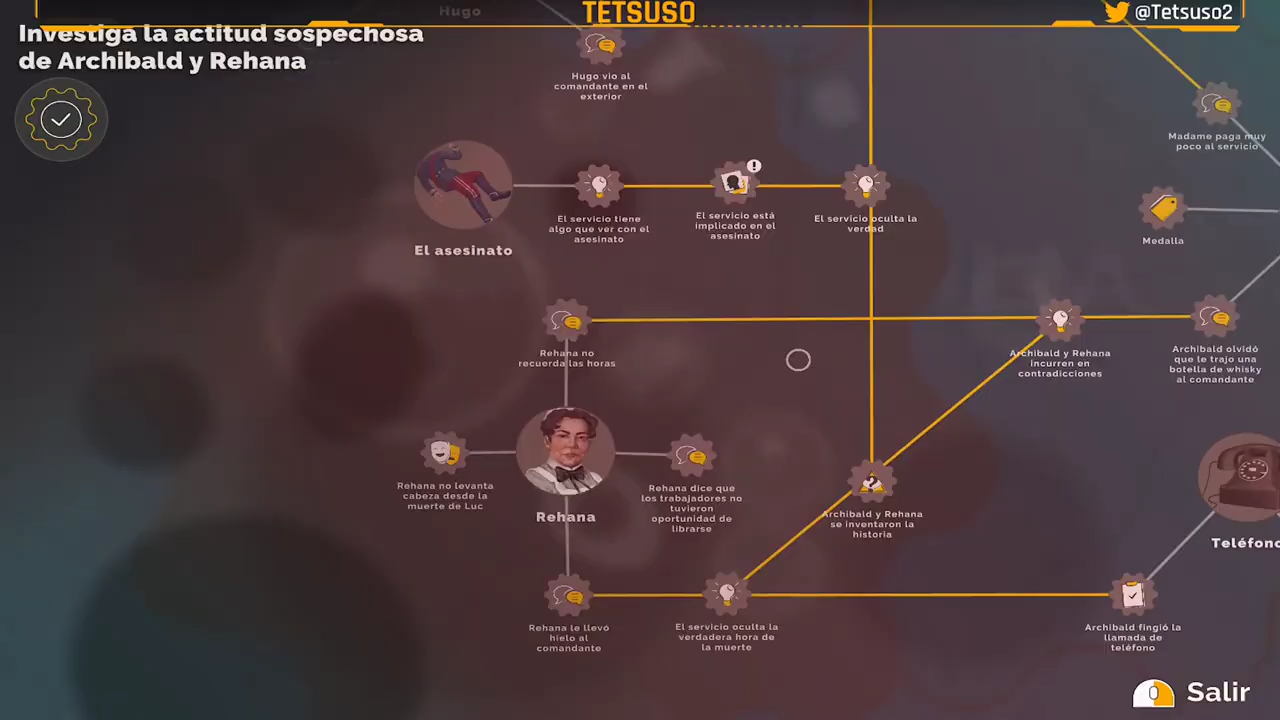 Hugo
TETSUSO
@Tetsuso2
Investiga la actitud sospechosa
de Archibald y Rehana
Hugo vio al
comandante en el
exterior
Madame paga muy
poco al servicio
El asesinato
El servicio tiene
algo que ver con el
asesinato
El servicio está
implicado en el
asesinato
El servicio oculta la
verdad
Medalla
Rehana no
recuerda las horas
Archibald y Rehana
incurren en
contradicciones
Archibald olvidó
que le trajo una
botella de whisky
al comandante
Rehana no levanta
cabeza desde la
muerte de Luc
Rehana
Rehana dice que
los trabajadores no
tuvieron
oportunidad de
librarse
Archibald y Rehana
se inventaron la
historia
Teléfono
Rehana le llevó
hielo al
comandante
El servicio oculta la
verdadera hora de
la muerte
Archibald fingió la
llamada de
teléfono
Salir